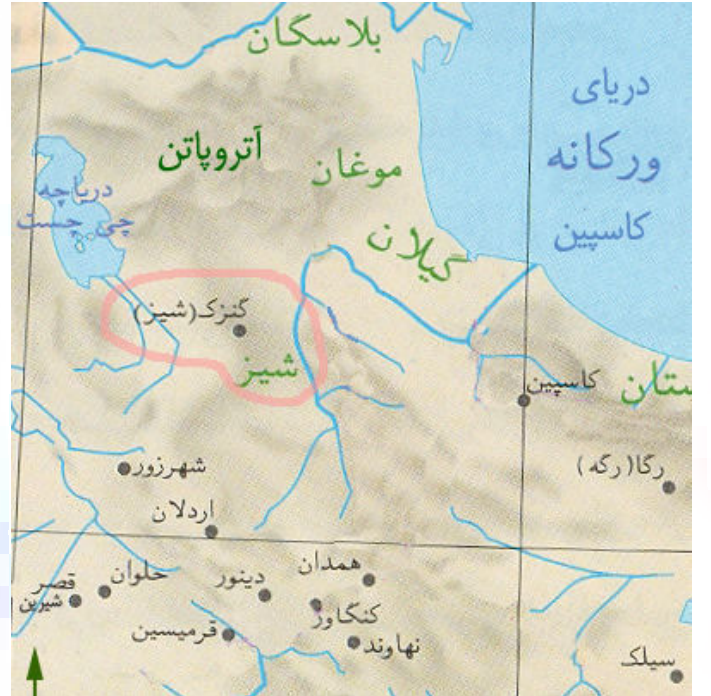 بلاسگان
دریای
ورکانه
کاسپین
آتروپاتن
موغان
دریاچه
چی چست
گیلان
گنزک (شیز)
شیز
کاسپین
ستان
رگا (رگه)
شهرزور
اردلان
همدان
حلوان
دینور
قصر
شیرین
کنگاور
قرمیسین
نهاوند
سیلک